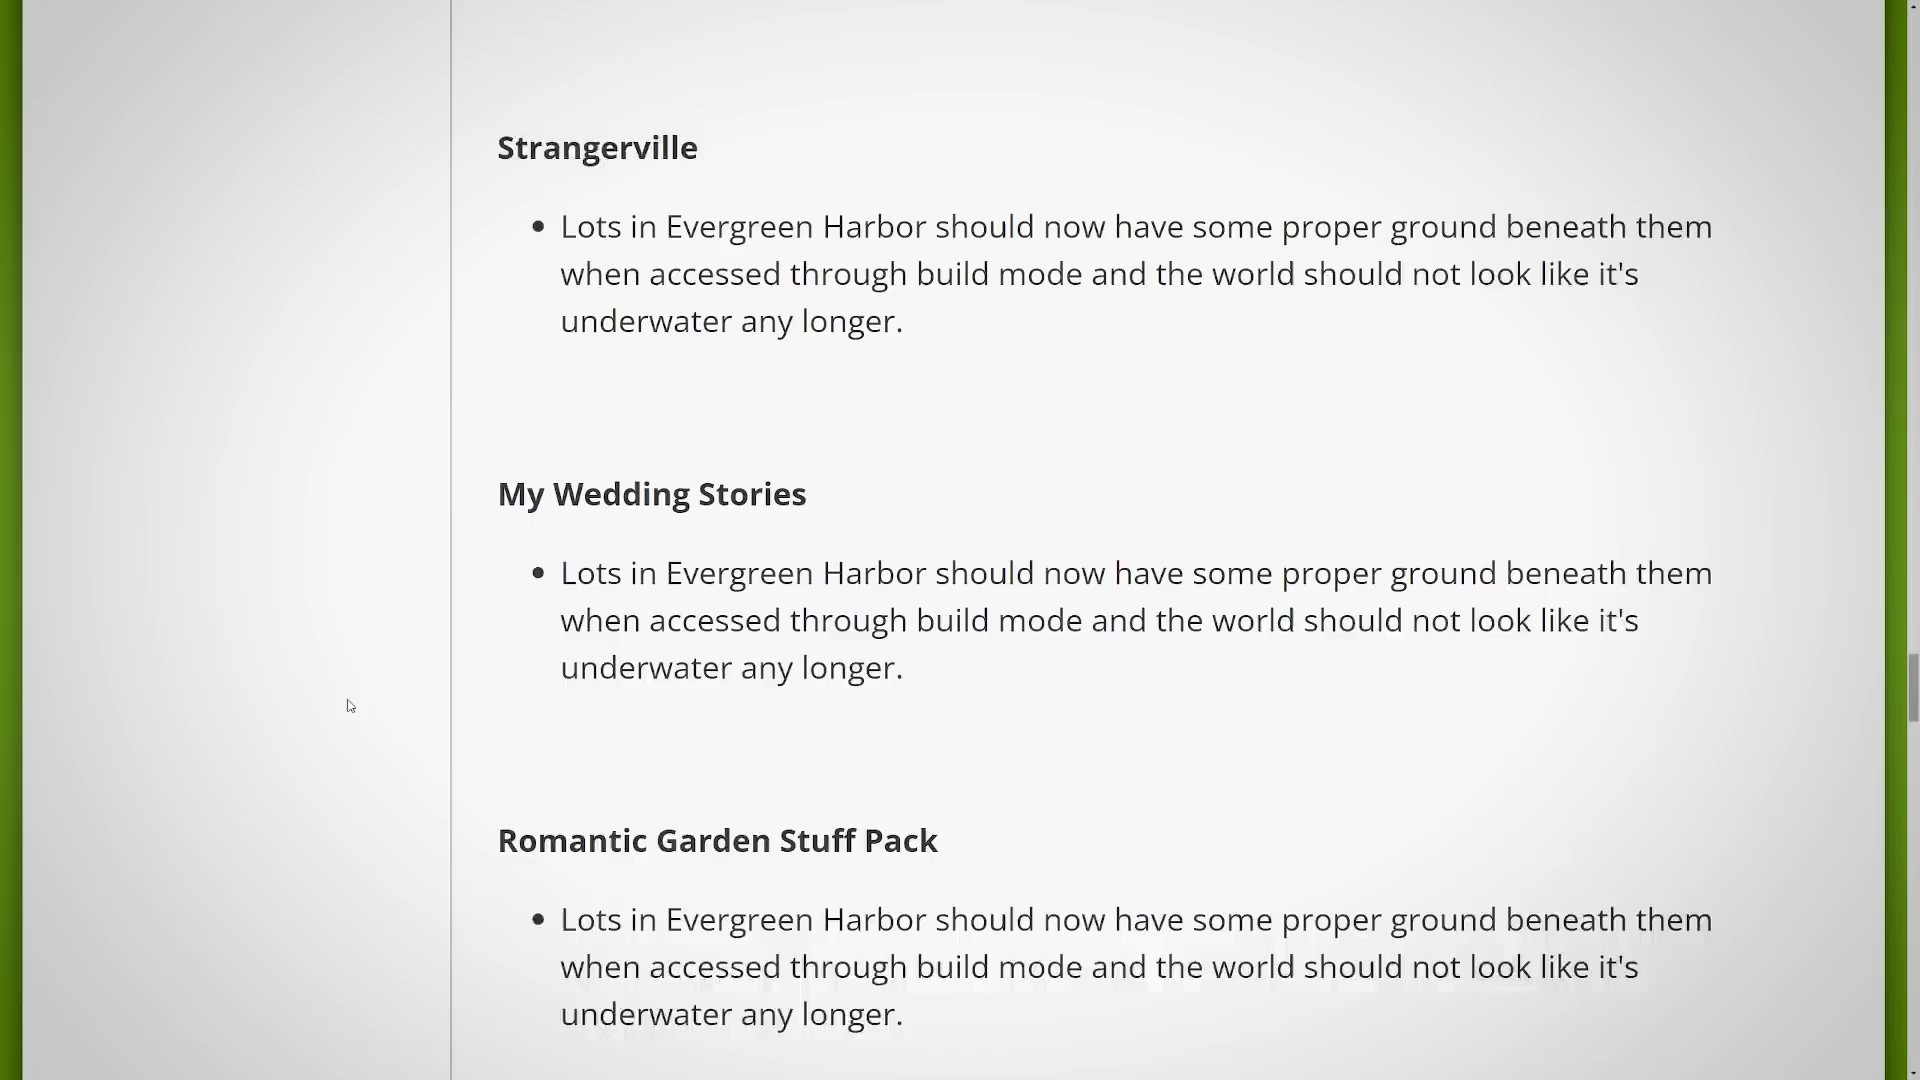 Strangerville
• Lots in Evergreen Harbor should now have some proper ground beneath them
when accessed through build mode and the world should not look like it's
underwater any longer.
My Wedding Stories
• Lots in Evergreen Harbor should now have some proper ground beneath them
when accessed through build mode and the world should not look like it's
underwater any longer.
Romantic Garden Stuff Pack
• Lots in Evergreen Harbor should now have some proper ground beneath them
when accessed through build mode and the world should not look like it's
underwater any longer.